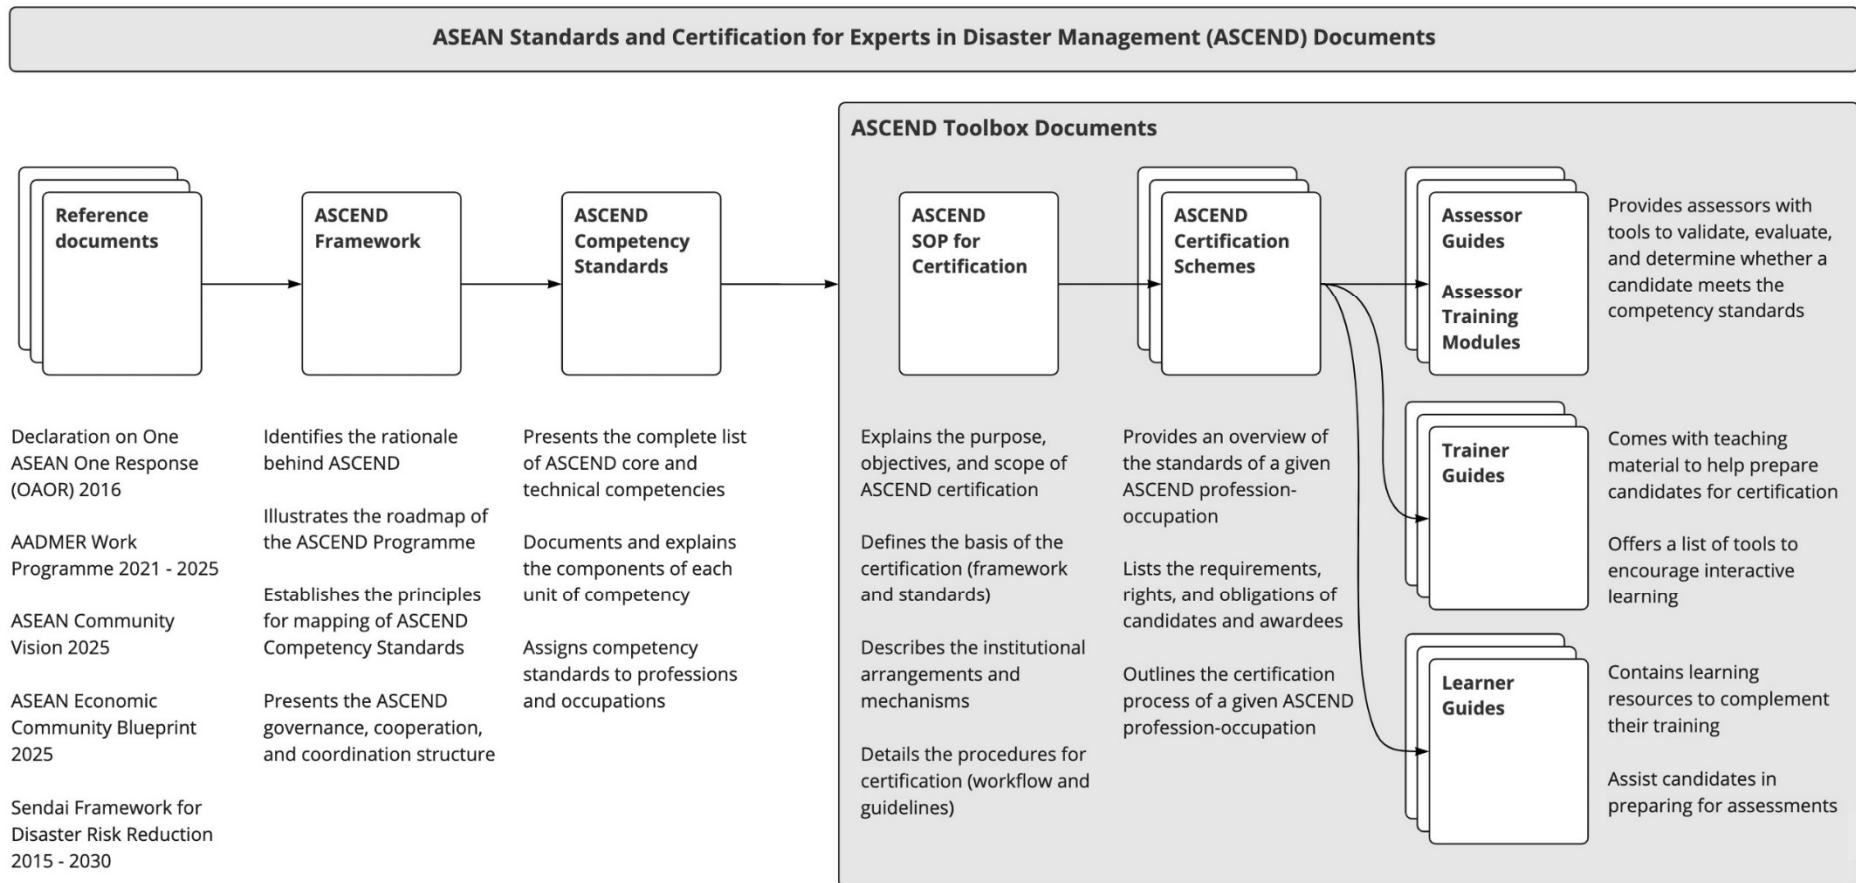 ASEAN Standards and Certification for Experts in Disaster Management (ASCEND) Documents
ASCEND Toolbox Documents
Reference
documents
ASCEND
Framework
ASCEND
Competency
Standards
ASCEND
SOP for
Certification
ASCEND
Certification
Schemes
Assessor
Guides
Assessor
Training
Modules
Provides assessors with
tools to validate, evaluate,
and determine whether a
candidate meets the
competency standards
Declaration on One
ASEAN One Response
(OAOR) 2016
AADMER Work
Programme 2021 - 2025
ASEAN Community
Vision 2025
ASEAN Economic
Community Blueprint
2025
Sendai Framework for
Disaster Risk Reduction
2015 - 2030
Identifies the rationale
behind ASCEND
Illustrates the roadmap of
the ASCEND Programme
Establishes the principles
for mapping of ASCEND
Competency Standards
Presents the ASCEND
governance, cooperation,
and coordination structure
Presents the complete list
of ASCEND core and
technical competencies
Documents and explains
the components of each
unit of competency
Assigns competency
standards to professions
and occupations
Explains the purpose,
objectives, and scope of
ASCEND certification
Defines the basis of the
certification (framework
and standards)
Describes the institutional
arrangements and
mechanisms
Details the procedures for
certification (workflow and
guidelines)
Provides an overview of
the standards of a given
ASCEND profession-
occupation
Lists the requirements,
rights, and obligations of
candidates and awardees
Outlines the certification
process of a given ASCEND
profession-occupation
Trainer
Guides
Comes with teaching
material to help prepare
candidates for certification
Offers a list of tools to
encourage interactive
learning
Learner
Guides
Contains learning
resources to complement
their training
Assist candidates in
preparing for assessments